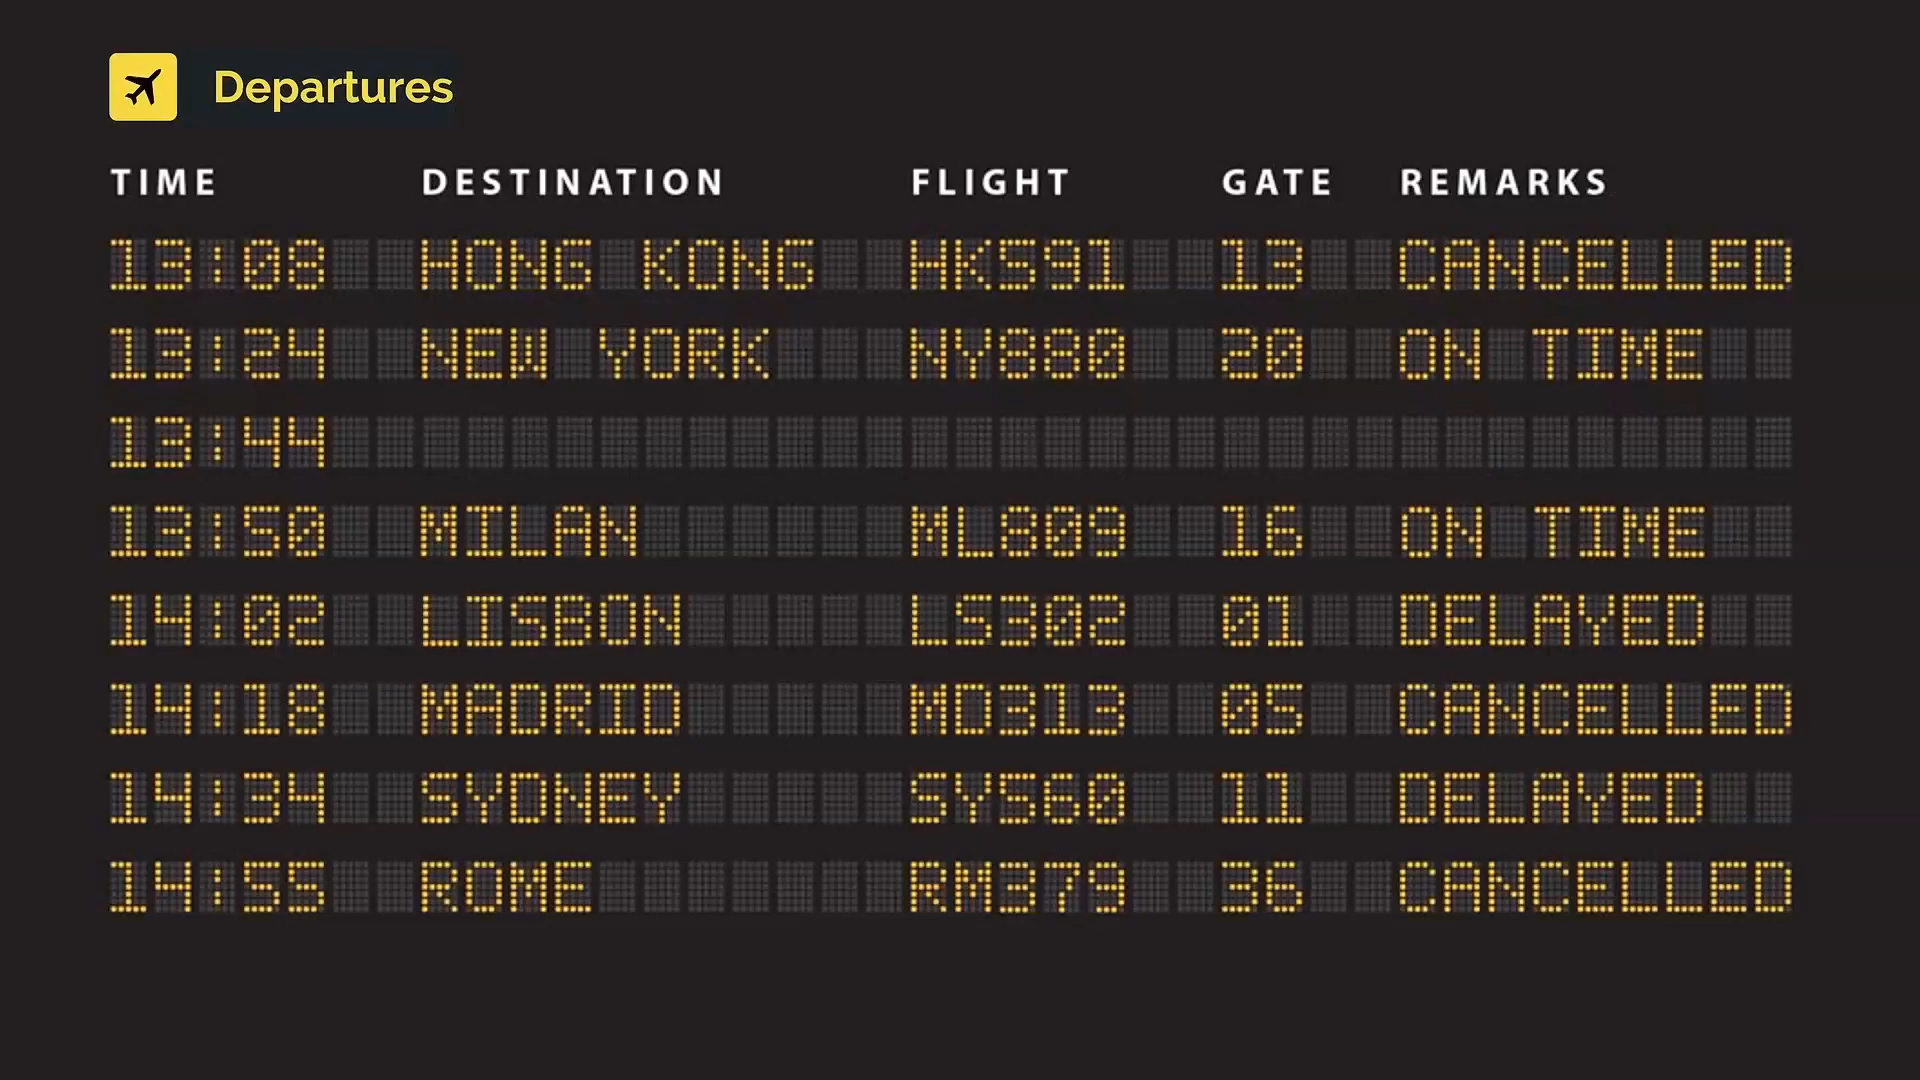 Departures
TIME DESTINATION FLIGHT GATE REMARKS
13:08 HONG KONG HK591 13 CANCELLED
13:24 NEW YORK NY880 20 ON TIME
13:44
13:50 MILAN ML809 16 ON TIME
14:02 LISBON LS302 01 DELAYED
14:18 MADRID MD313 05 CANCELLED
14:34 SYDNEY SY560 11 DELAYED
14:55 ROME RM379 36 CANCELLED